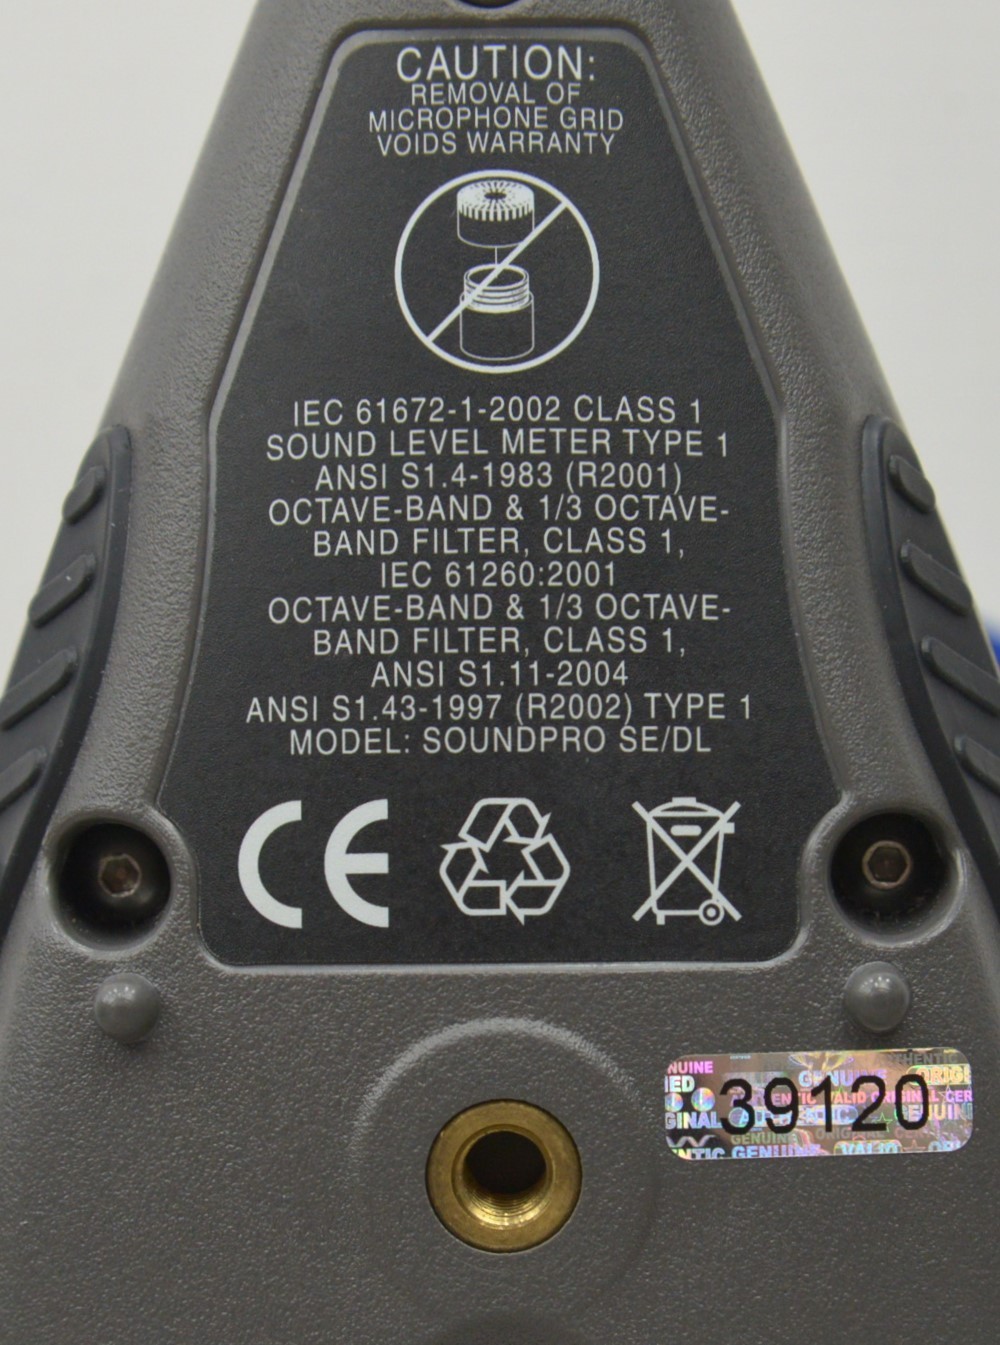 CAUTION:
REMOVAL OF
MICROPHONE GRID
VOIDS WARRANTY
IEC 61672-1-2002 CLASS 1
SOUND LEVEL METER TYPE 1
ANSI S1.4-1983 (R2001)
OCTAVE-BAND & 1/3 OCTAVE-
BAND FILTER, CLASS 1,
IEC 61260:2001
OCTAVE-BAND & 1/3 OCTAVE-
BAND FILTER, CLASS 1,
ANSI S1.11-2004
ANSI S1.43-1997 (R2002) TYPE 1
MODEL: SOUNDPRO SE/DL
CE
39120